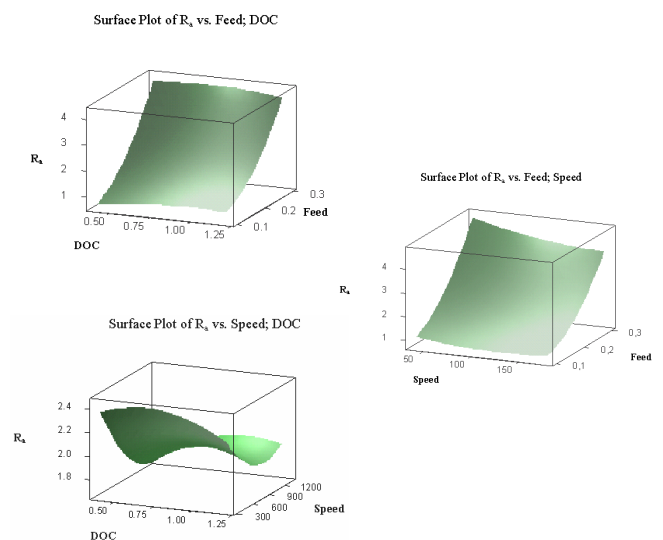 Surface Plot of Ra vs. Feed; DOC
4
3
Ra
2
1
0.3
0.2
Feed
0.50
0.75
1.00
1.25
0.1
DOC
Surface Plot of Ra vs. Feed; Speed
4
3
Ra
2
1
0,3
0,2
Feed
50
100
150
0,1
Speed
Surface Plot of Ra vs. Speed; DOC
2.4
Ra
2.2
2.0
1.8
1200
900
Speed
600
300
0.50
0.75
1.00
1.25
DOC